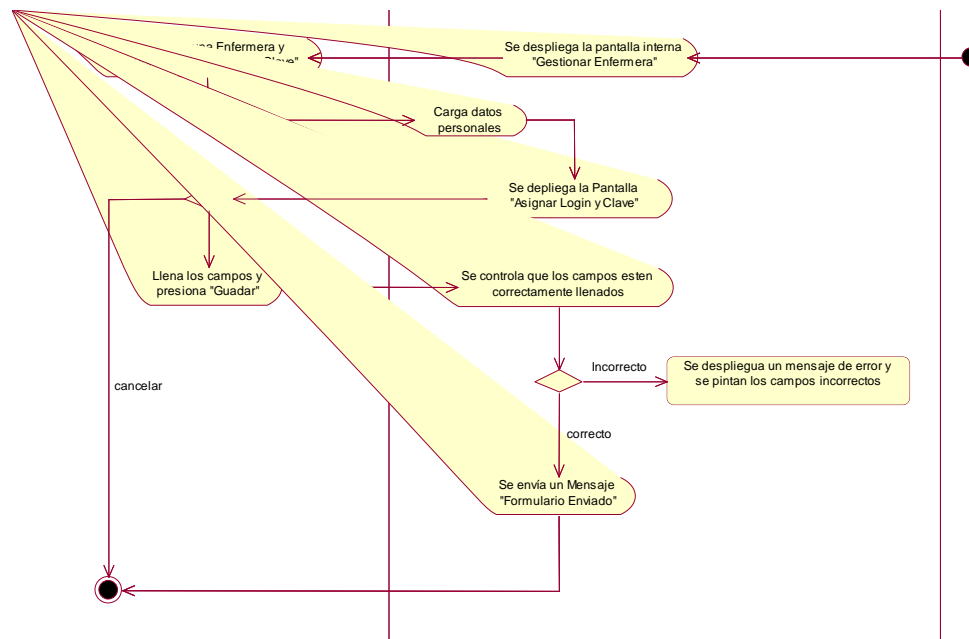 Enfermera y
Se despliega la pantalla interna
"Gestionar Enfermera"
Carga datos
personales
Se depliega la Pantalla
"Asignar Login y Clave"
Llena los campos y
presiona "Guadar"
Se controla que los campos esten
correctamente llenados
Incorrecto
Se despliegua un mensaje de error y
se pintan los campos incorrectos
cancelar
correcto
Se envía un Mensaje
"Formulario Enviado"